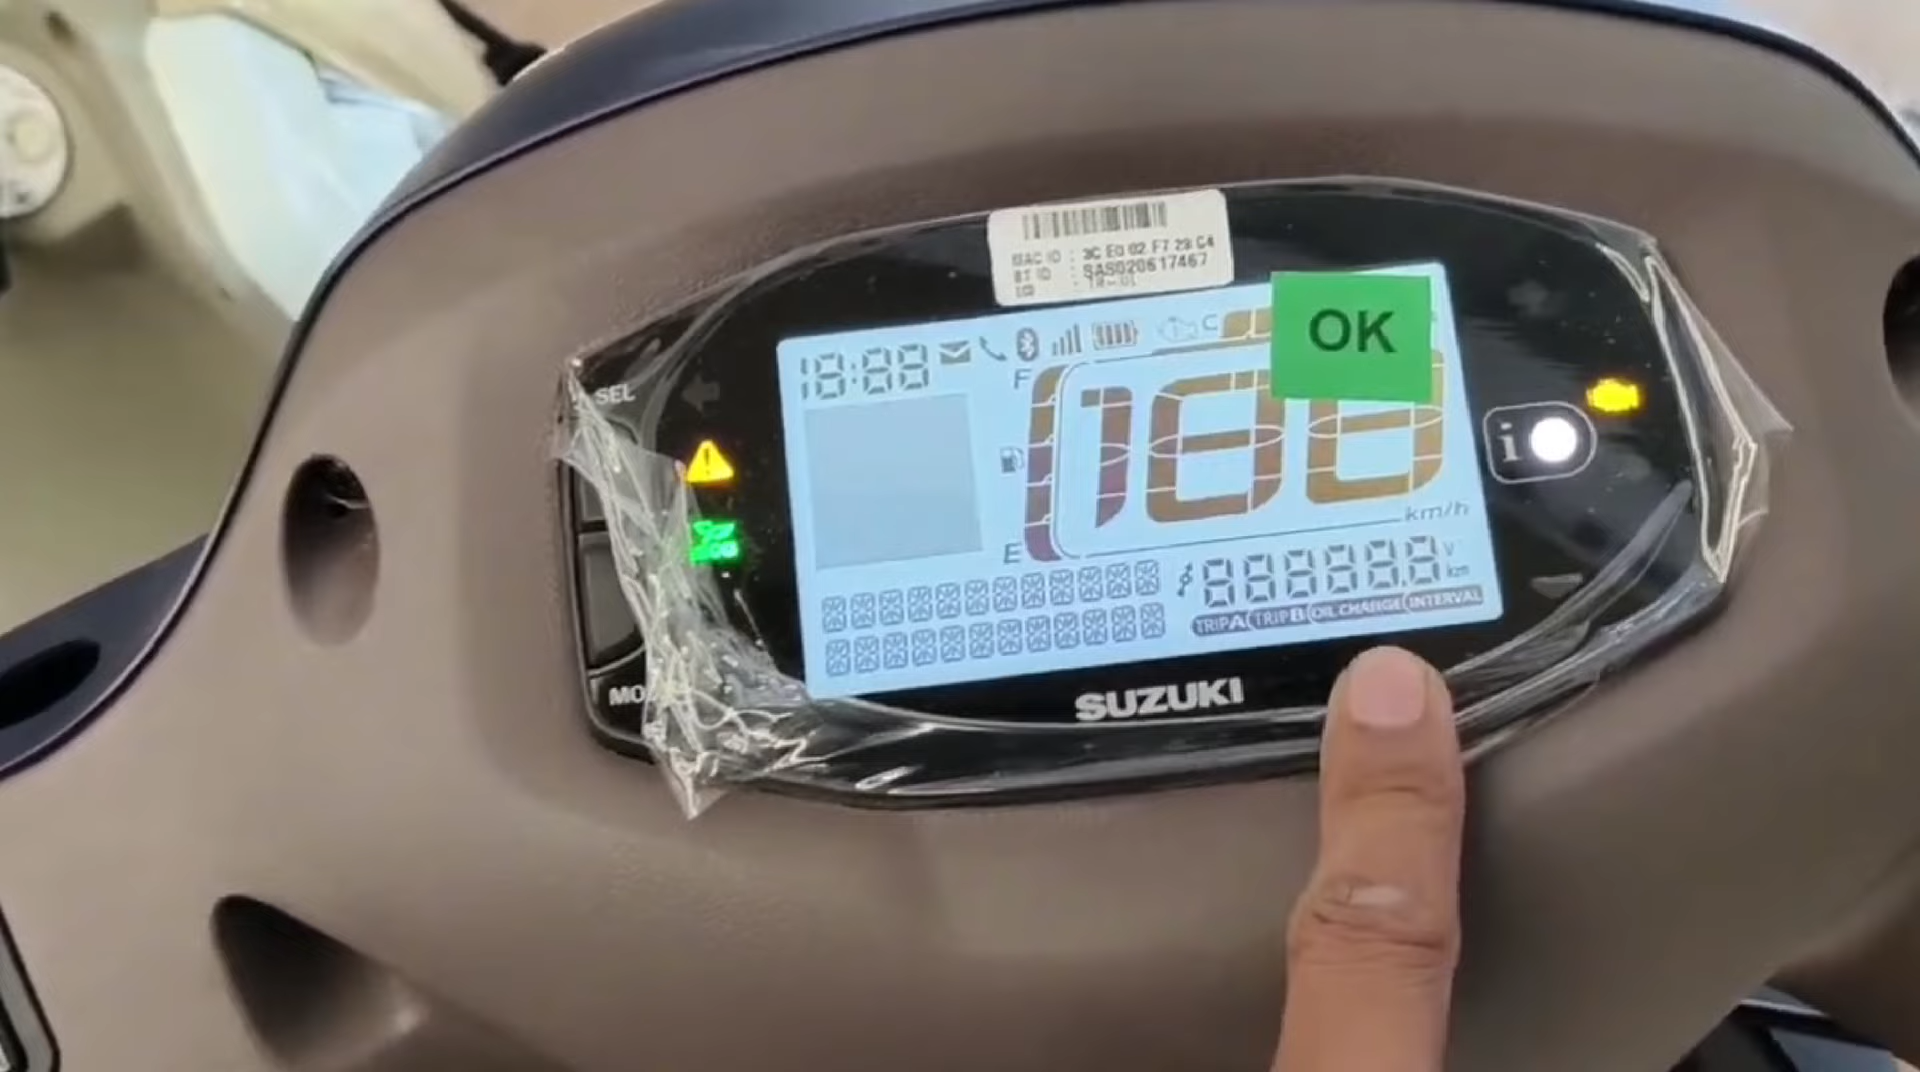 MAC ID : 3C E0 02 F7 29 C4
BT ID : SAS020617467
OK
SEL
18:88
C
F
188
E
km/h
i
888888.8
km
TRIP A TRIP B OIL CHANGE INTERVAL
SUZUKI